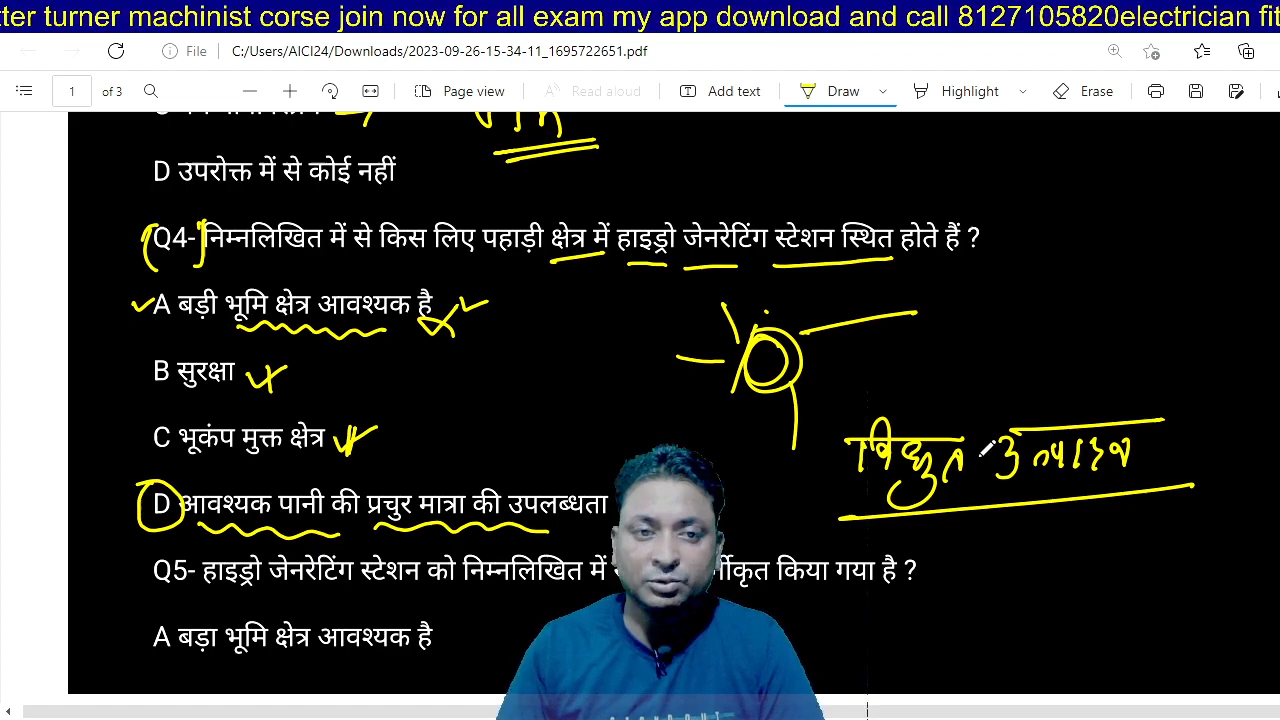 tter turner machinist corse join now for all exam my app download and call 8127105820electrician fit
File C:/Users/AICI24/Downloads/2023-09-26-15-34-11_1695722651.pdf
1 of 3 Page view Read aloud Add text Draw Highlight Erase
D उपरोक्त में से कोई नहीं
Q4- निम्नलिखित में से किस लिए पहाड़ी क्षेत्र में हाइड्रो जेनरेटिंग स्टेशन स्थित होते हैं ?
A बड़ी भूमि क्षेत्र आवश्यक है
B सुरक्षा
C भूकंप मुक्त क्षेत्र
विद्युत
D आवश्यक पानी की प्रचुर मात्रा की उपलब्धता
Q5- हाइड्रो जेनरेटिंग स्टेशन को निम्नलिखित में किया गया है ?
A बड़ा भूमि क्षेत्र आवश्यक है